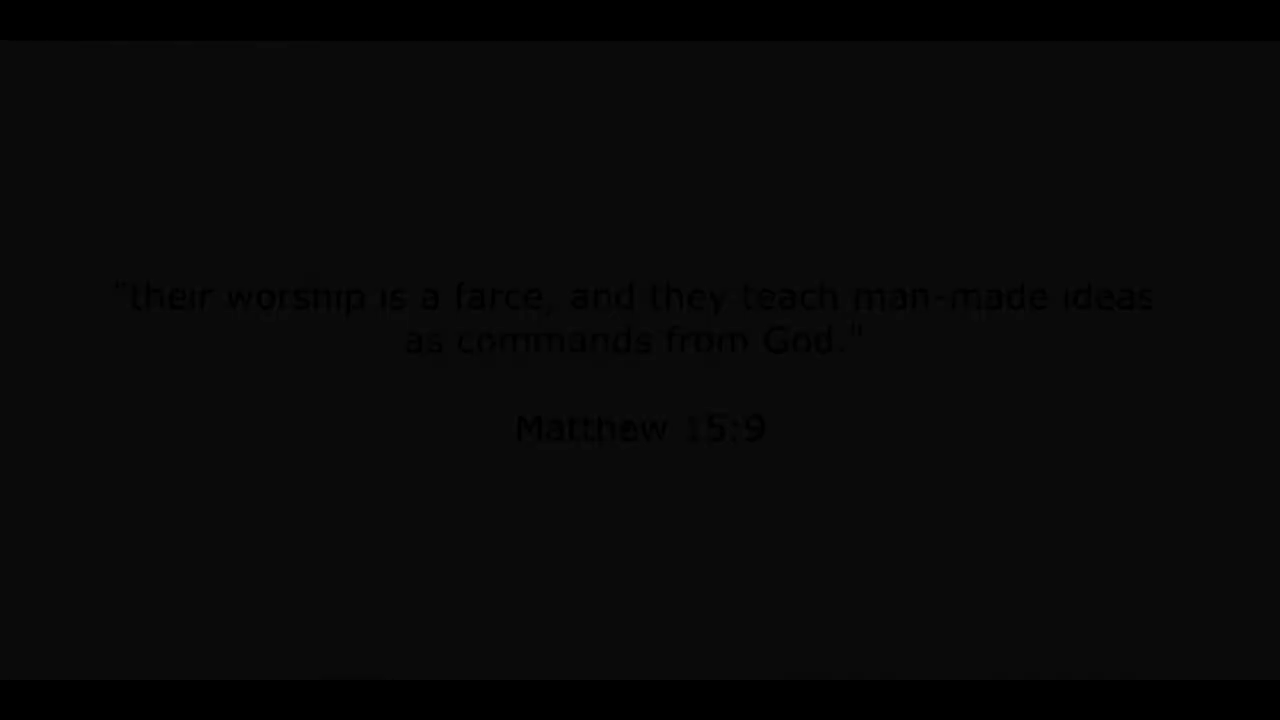 "their worship is a farce, and they teach man-made ideas
as commands from God."
Matthew 15:9